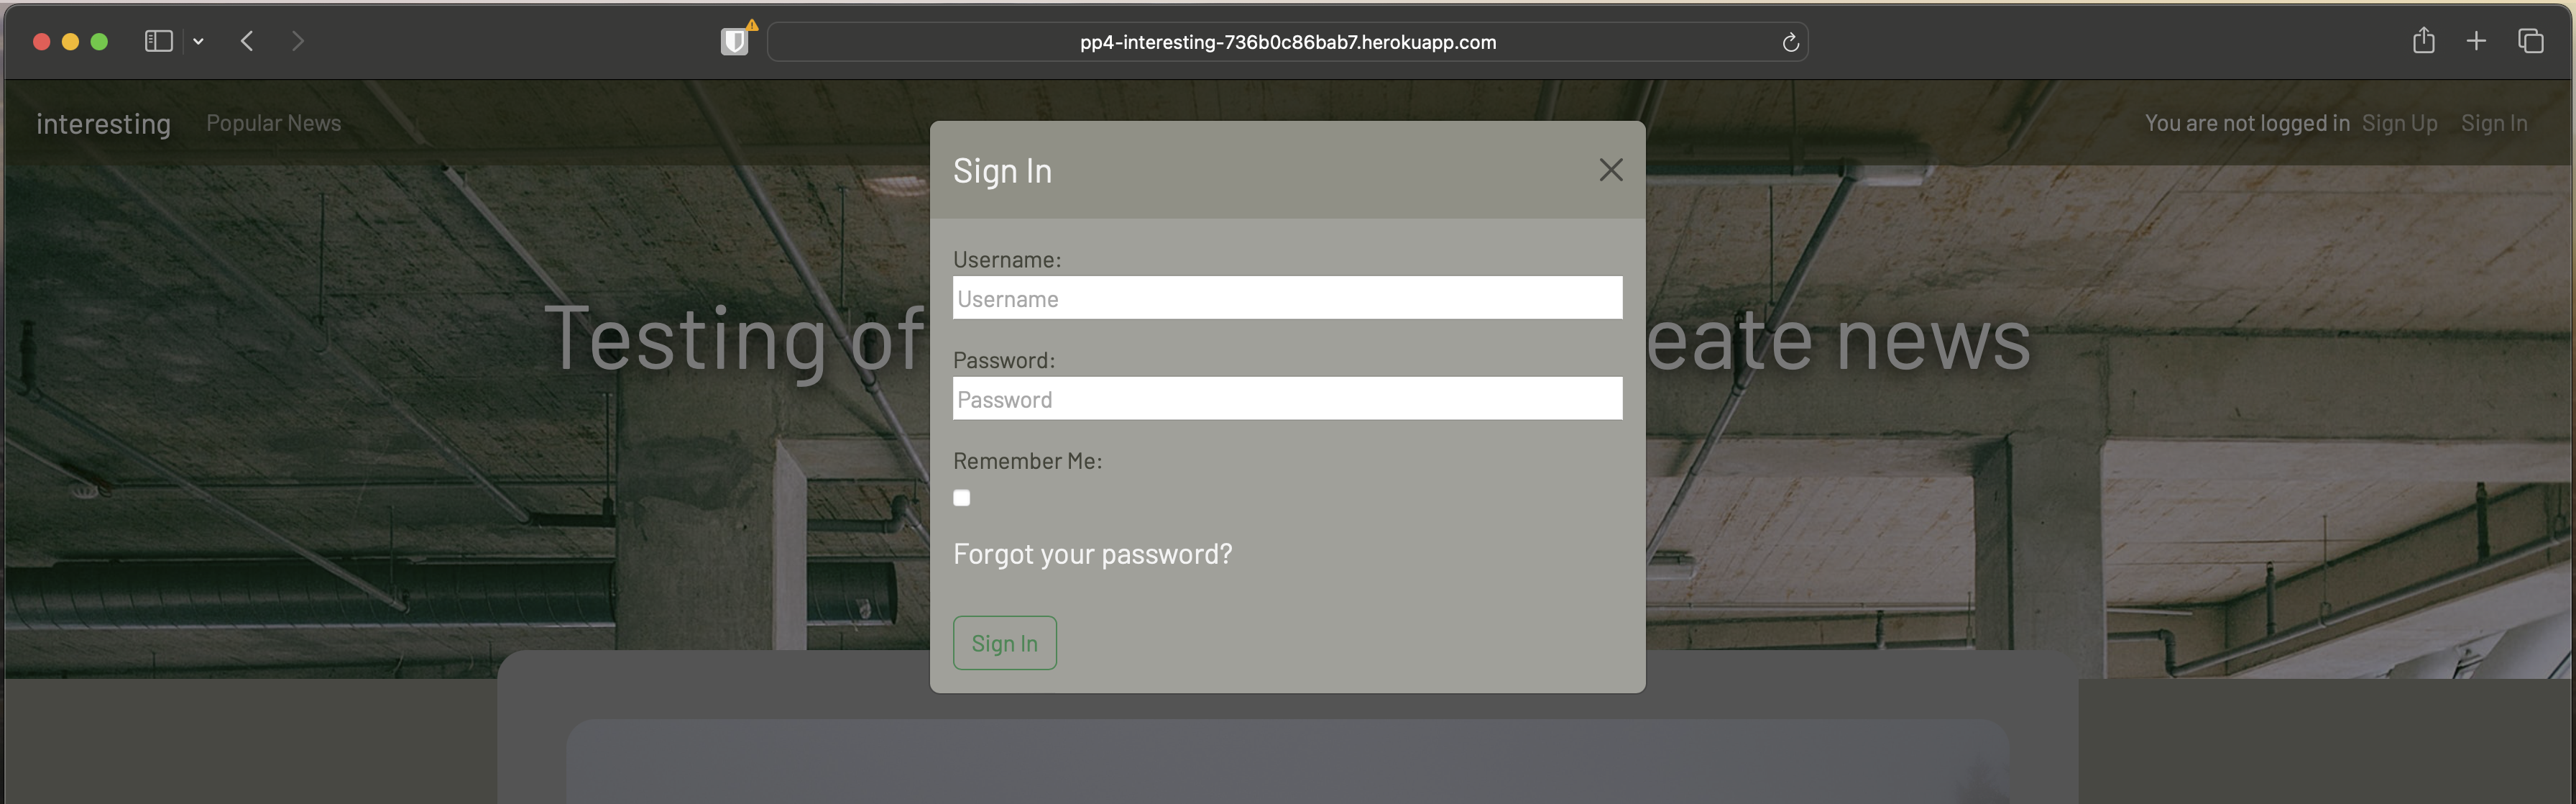 pp4-interesting-736b0c86bab7.herokuapp.com
interesting Popular News You are not logged in Sign Up Sign In
Sign In
Testing of eate news
Username:
Username
Password:
Password
Remember Me:
Forgot your password?
Sign In